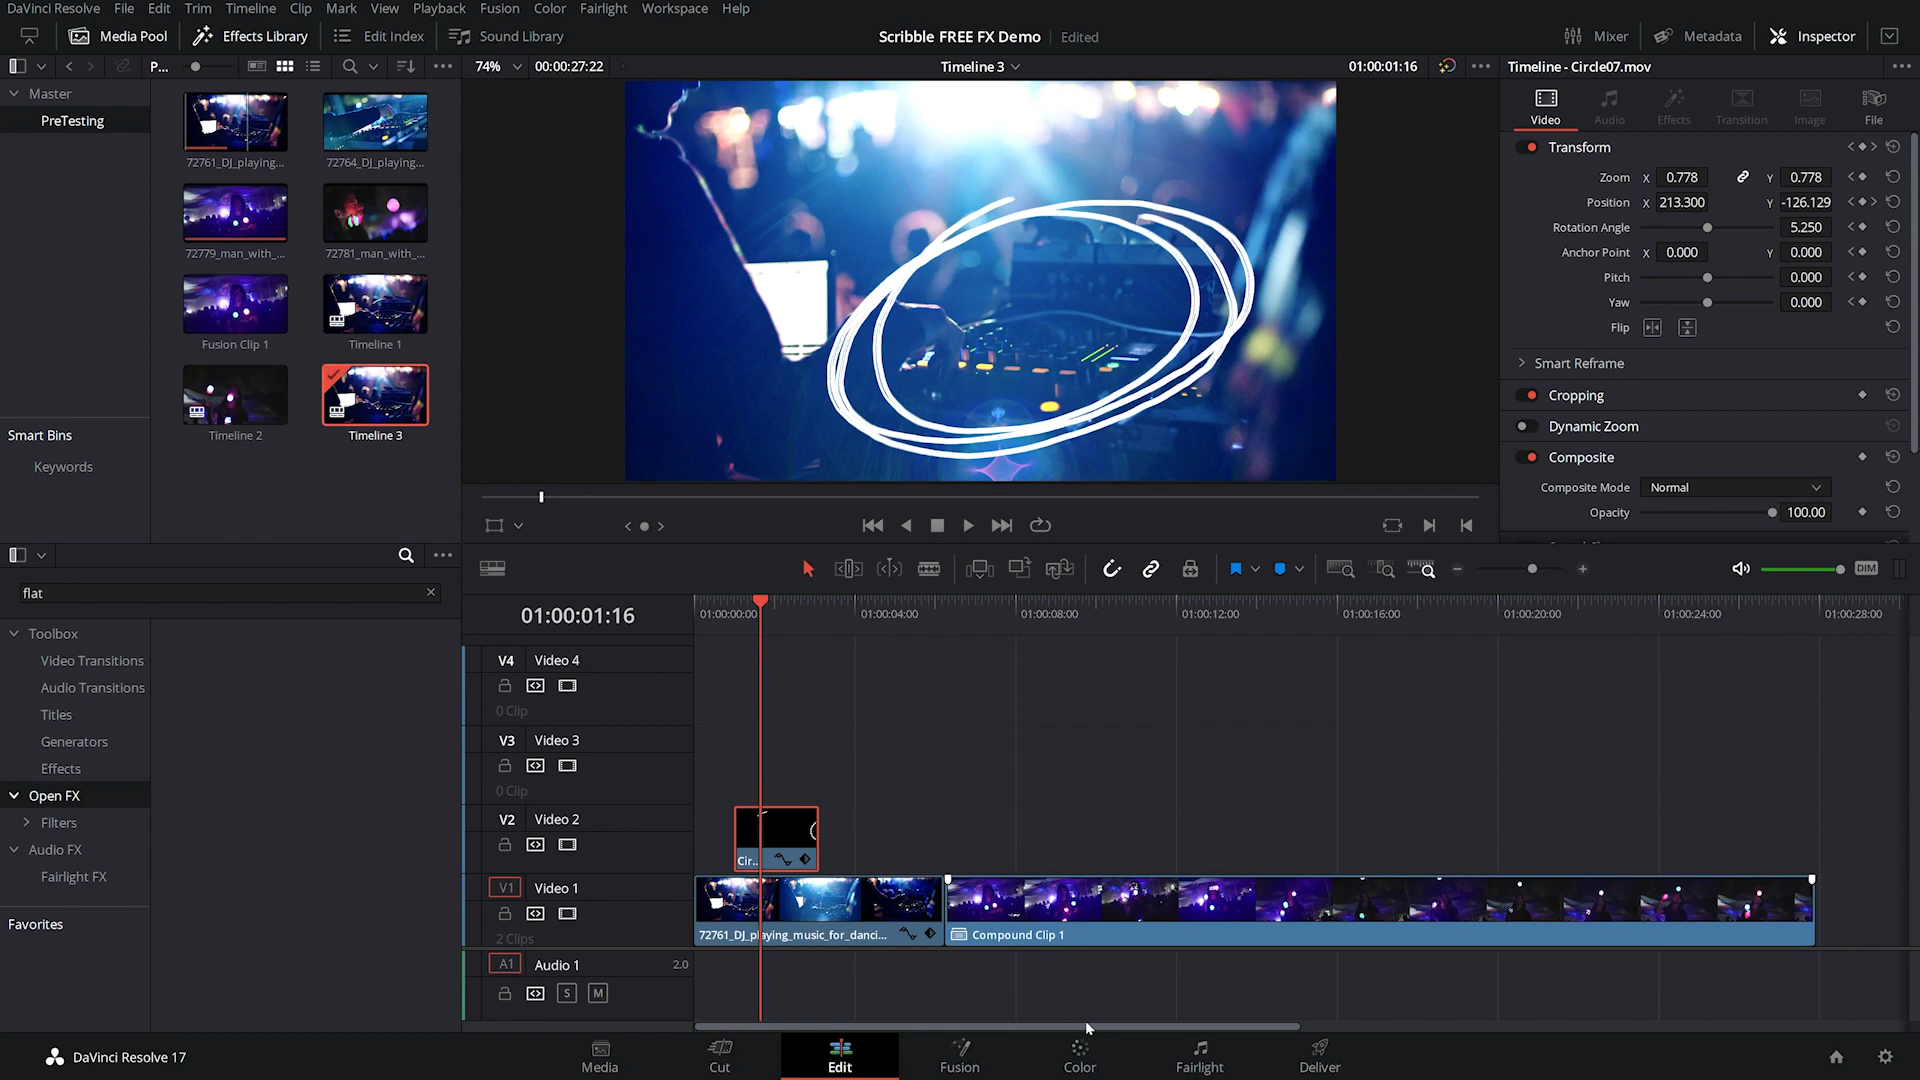 DaVinci Resolve File Edit Trim Timeline Clip Mark View Playback Fusion Color Fairlight Workspace Help
Media Pool Effects Library Edit Index Sound Library Scribble FREE FX Demo Edited Mixer Metadata Inspector
P... 74% 00:00:27:22 Timeline 3 01:00:01:16 Timeline - Circle07.mov
Master
PreTesting
72761_DJ_playing... 72764_DJ_playing...
72779_man_with_... 72781_man_with_...
Fusion Clip 1 Timeline 1
Timeline 2 Timeline 3
Smart Bins
Keywords
Video Audio Effects Transition Image File
Transform
Zoom X 0.778 Y 0.778
Position X 213.300 Y -126.129
Rotation Angle 5.250
Anchor Point X 0.000 Y 0.000
Pitch 0.000
Yaw 0.000
Flip
Smart Reframe
Cropping
Dynamic Zoom
Composite
Composite Mode Normal
Opacity 100.00
flat
Toolbox
Video Transitions
Audio Transitions
Titles
Generators
Effects
Open FX
Filters
Audio FX
Fairlight FX
Favorites
DIM
01:00:01:16
01:00:00:00 01:00:04:00 01:00:08:00 01:00:12:00 01:00:16:00 01:00:20:00 01:00:24:00 01:00:28:00
V4 Video 4
0 Clip
V3 Video 3
0 Clip
V2 Video 2
Cir...
V1 Video 1
2 Clips
72761_DJ_playing_music_for_danci... Compound Clip 1
A1 Audio 1 2.0
S M
DaVinci Resolve 17
Media Cut Edit Fusion Color Fairlight Deliver